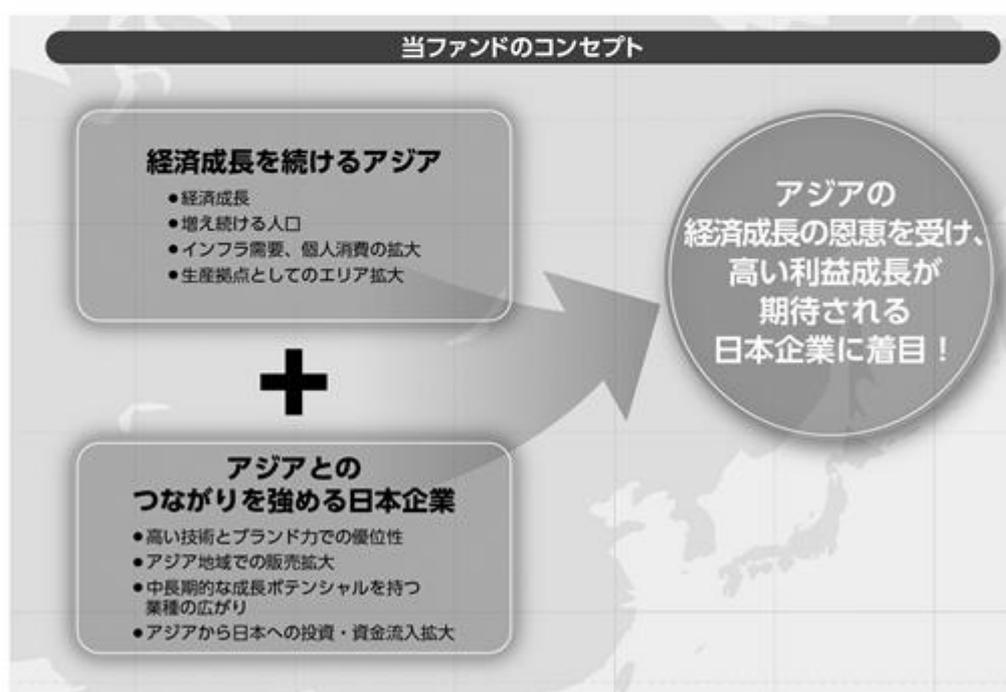 当ファンドのコンセプト
経済成長を続けるアジア
●経済成長
●増え続ける人口
●インフラ需要、個人消費の拡大
●生産拠点としてのエリア拡大
+
アジアとの
つながりを強める日本企業
●高い技術とブランド力での優位性
●アジア地域での販売拡大
●中長期的な成長ポテンシャルを持つ
業種の広がり
●アジアから日本への投資・資金流入拡大
アジアの
経済成長の恩恵を受け、
高い利益成長が
期待される
日本企業に着目！